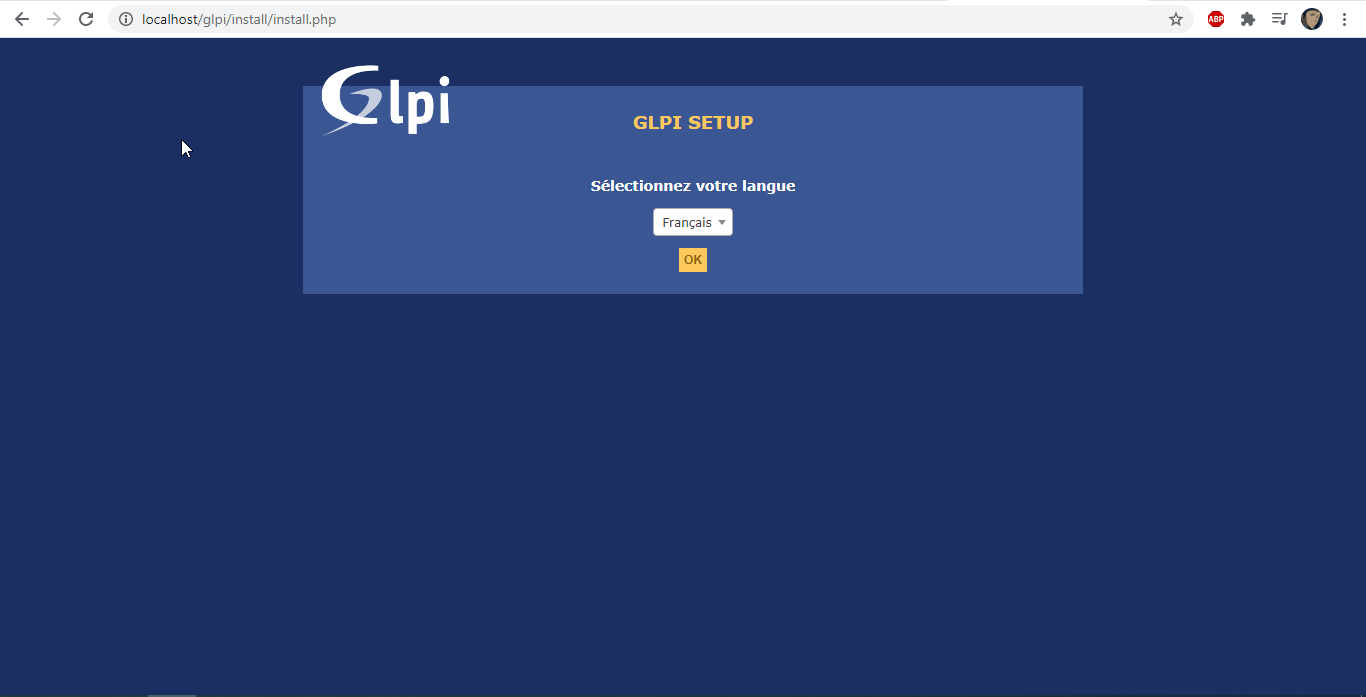 localhost/glpi/install/install.php
ABP
Glpi
GLPI SETUP
Sélectionnez votre langue
Français
OK